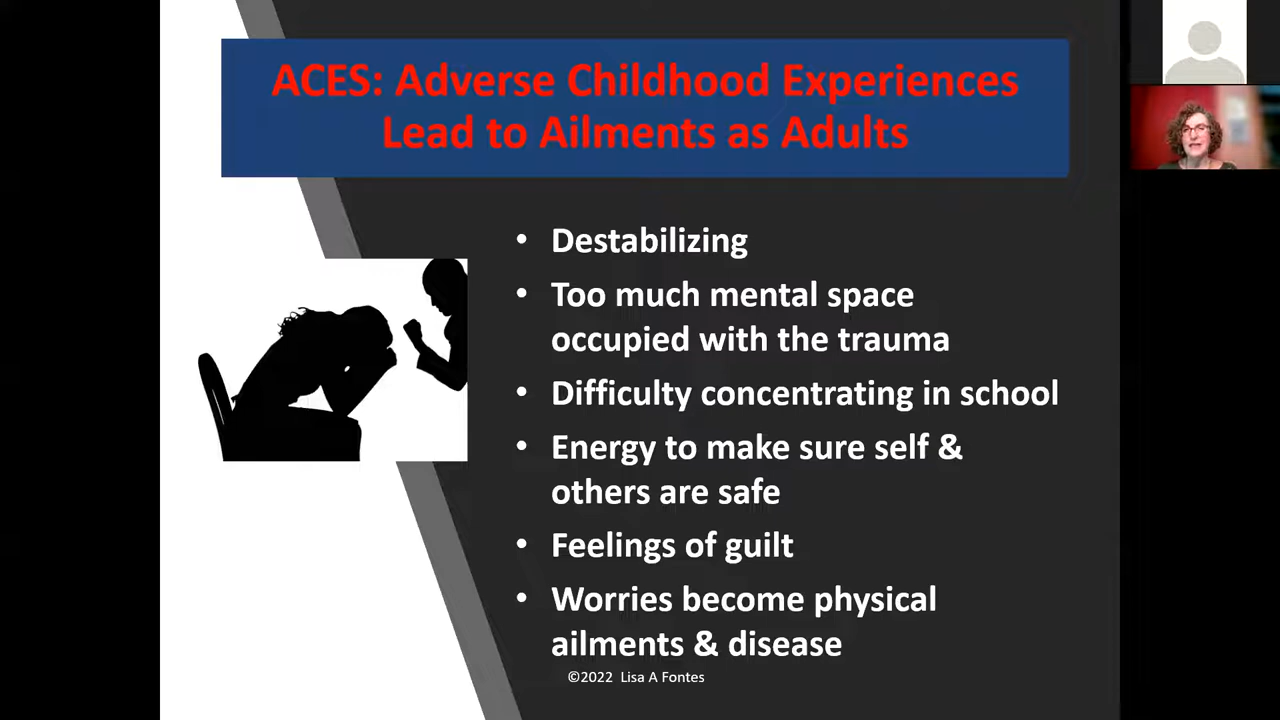 ACES: Adverse Childhood Experiences
Lead to Ailments as Adults
• Destabilizing
• Too much mental space
occupied with the trauma
• Difficulty concentrating in school
• Energy to make sure self &
others are safe
• Feelings of guilt
• Worries become physical
ailments & disease
©2022 Lisa A Fontes